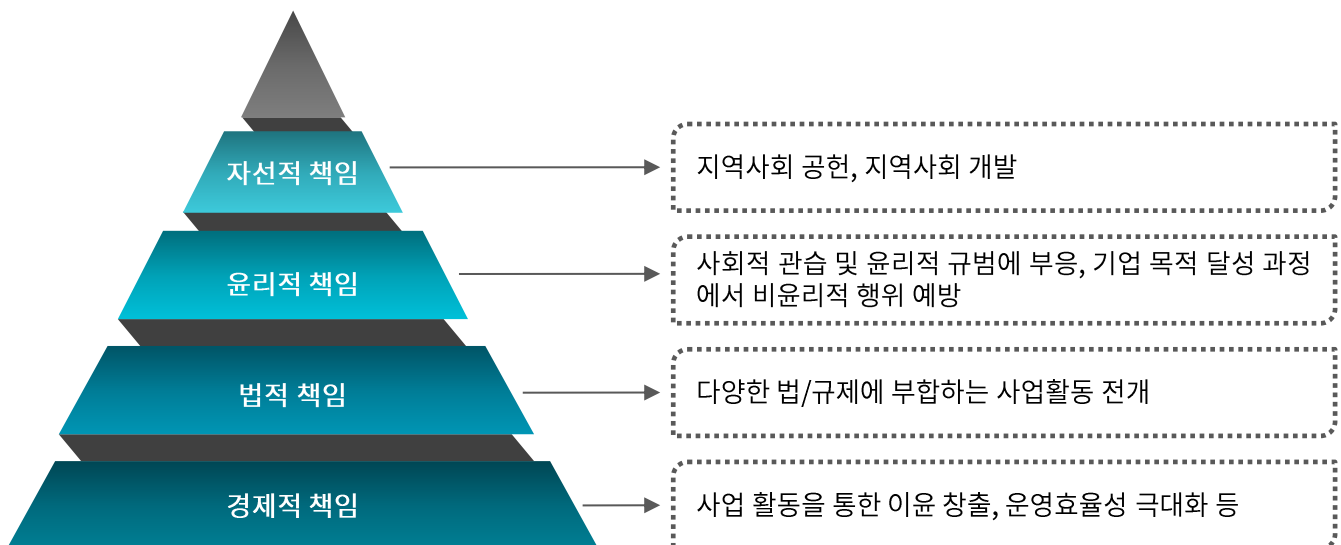 자선적 책임
지역사회 공헌, 지역사회 개발
윤리적 책임
사회적 관습 및 윤리적 규범에 부응, 기업 목적 달성 과정
에서 비윤리적 행위 예방
법적 책임
다양한 법/규제에 부합하는 사업활동 전개
경제적 책임
사업 활동을 통한 이윤 창출, 운영효율성 극대화 등